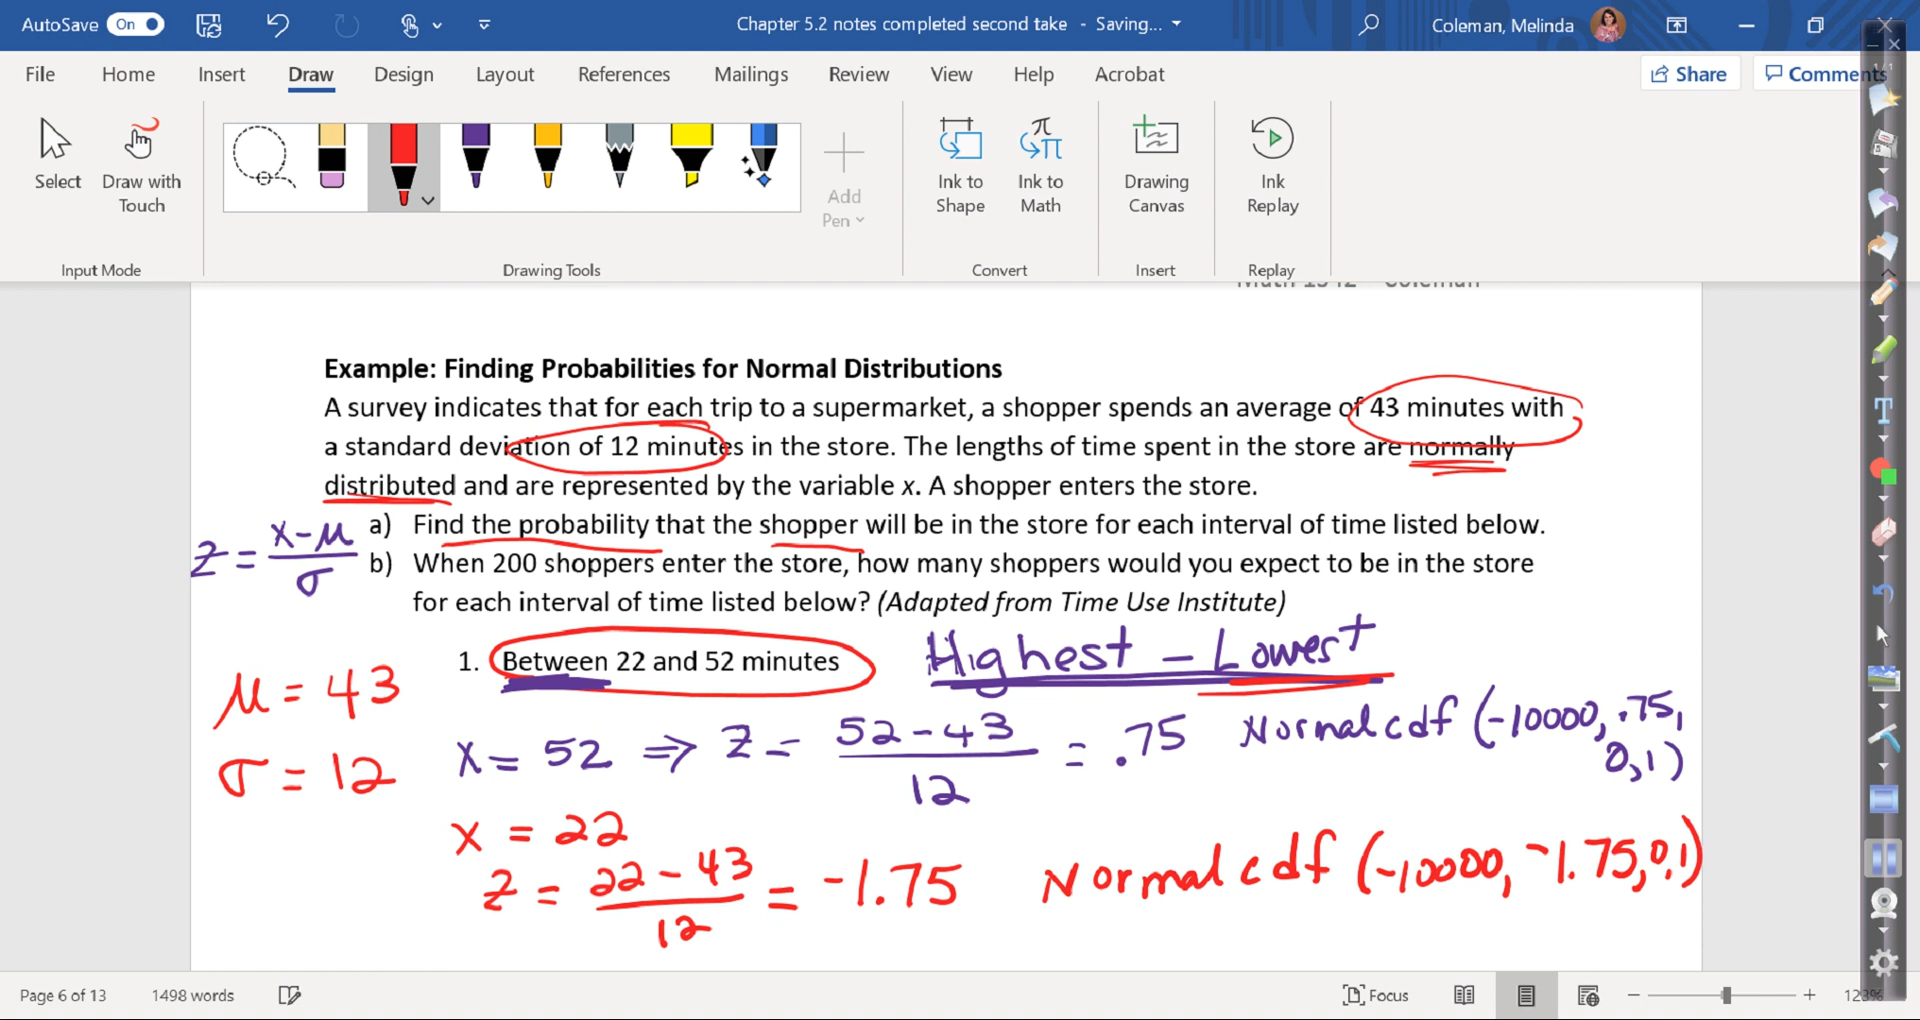 AutoSave On Chapter 5.2 notes completed second take - Saving... Coleman, Melinda
File Home Insert Draw Design Layout References Mailings Review View Help Acrobat Share Comments
1/1
Select Draw with Touch Add Pen Ink to Shape Ink to Math Drawing Canvas Ink Replay
Input Mode Drawing Tools Convert Insert Replay
Math 1342 - Coleman
Example: Finding Probabilities for Normal Distributions
A survey indicates that for each trip to a supermarket, a shopper spends an average of 43 minutes with
a standard deviation of 12 minutes in the store. The lengths of time spent in the store are normally
distributed and are represented by the variable x. A shopper enters the store.
a) Find the probability that the shopper will be in the store for each interval of time listed below.
z = x-μ / σ
b) When 200 shoppers enter the store, how many shoppers would you expect to be in the store
for each interval of time listed below? (Adapted from Time Use Institute)
1. Between 22 and 52 minutes Highest - Lowest
μ = 43
x = 52 ⇒ z = 52-43 / 12 = .75 Normalcdf (-10000, .75,
0,1)
σ = 12
x = 22
z = 22-43 / 12 = -1.75 Normalcdf (-10000, -1.75,0,1)
Page 6 of 13 1498 words Focus 123%